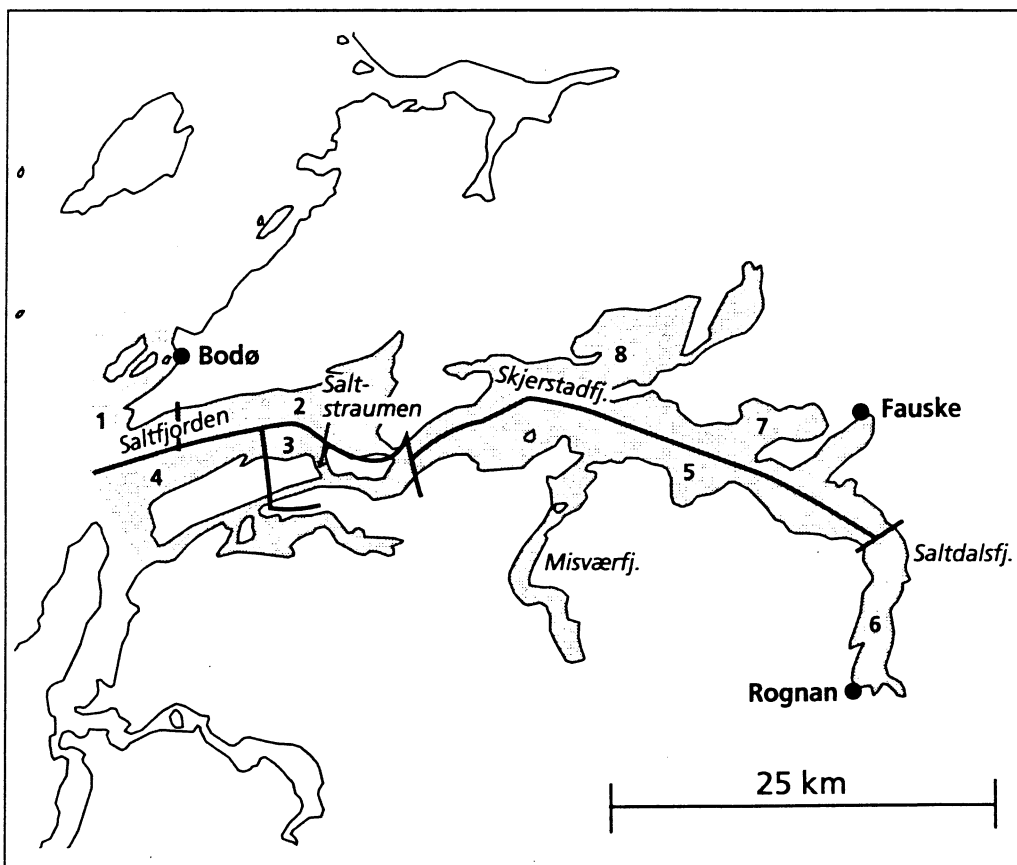 Bodø
8
Skjerstadfj.
Salt-
straumen
1
2
Saltfjorden
Fauske
7
3
4
5
Misværfj.
Saltdalsfj.
6
Rognan
25 km